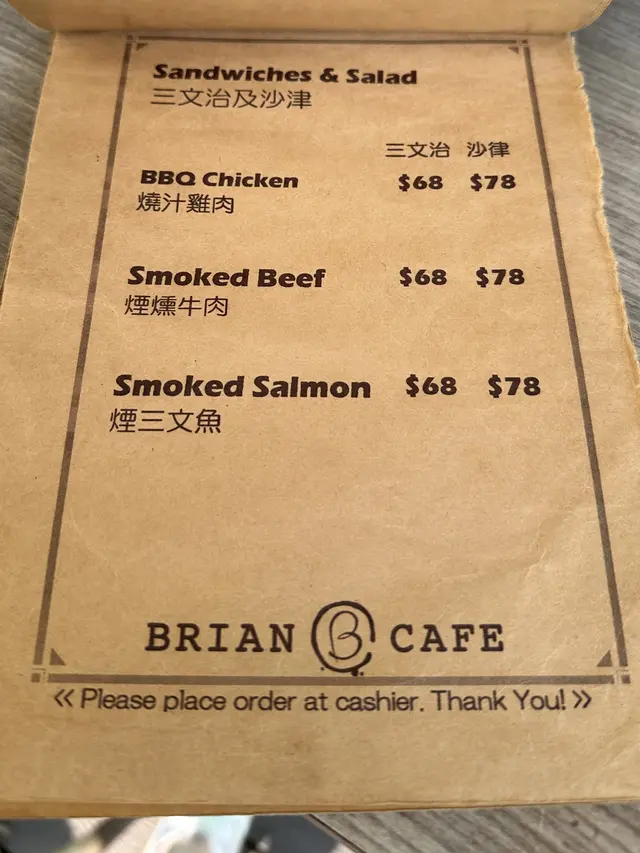 Sandwiches & Salad
三文治及沙津
三文治 沙律
BBQ Chicken $68 $78
燒汁雞肉
Smoked Beef $68 $78
煙燻牛肉
Smoked Salmon $68 $78
煙三文魚
BRIAN B CAFE
<< Please place order at cashier. Thank You! >>